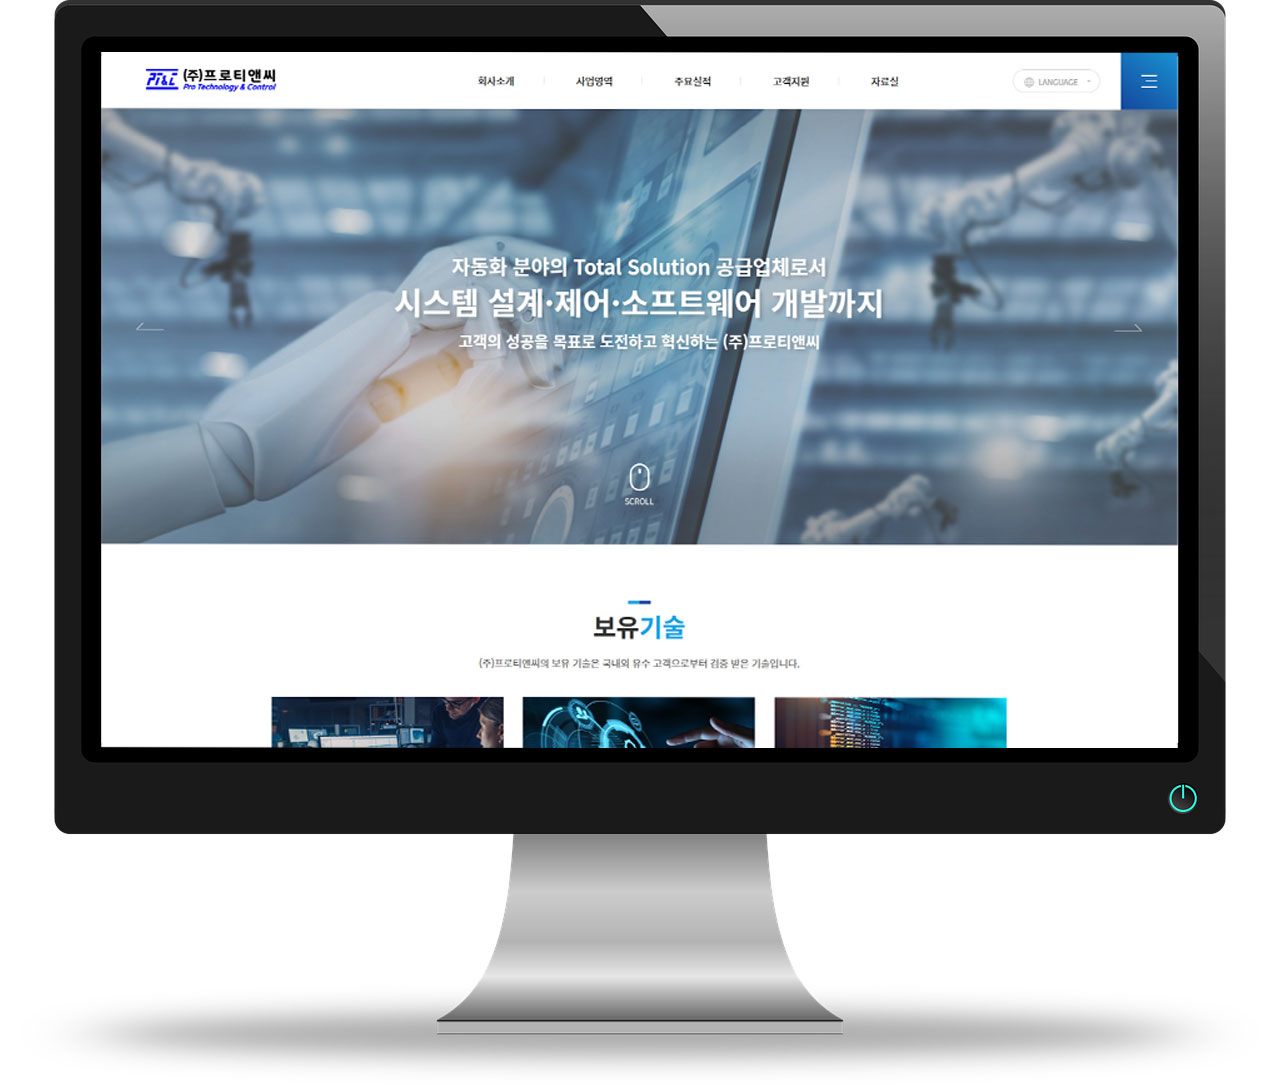 PT&C (주)프로티앤씨
Pro Technology & Control
회사소개 사업영역 주요실적 고객지원 자료실 LANGUAGE
자동화 분야의 Total Solution 공급업체로서
시스템 설계·제어·소프트웨어 개발까지
고객의 성공을 목표로 도전하고 혁신하는 (주)프로티앤씨
SCROLL
보유기술
(주)프로티앤씨의 보유 기술은 국내외 유수 고객으로부터 검증 받은 기술입니다.